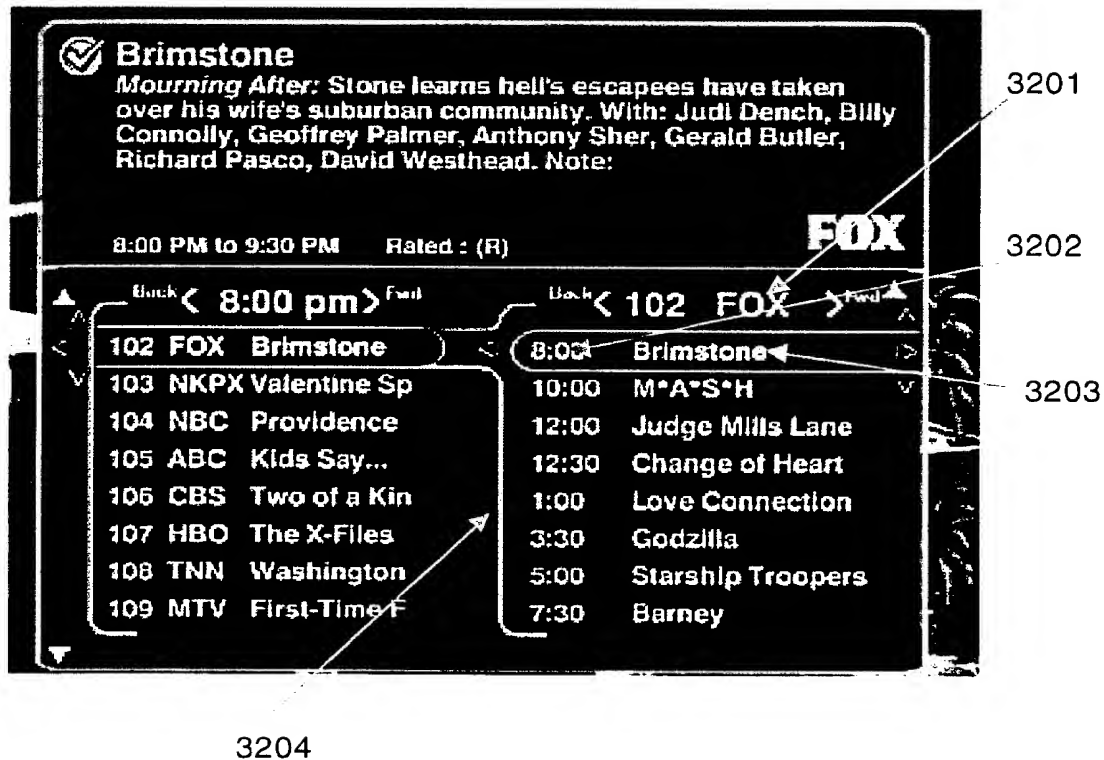 Brimstone
Mourning After: Stone learns hell's escapees have taken
over his wife's suburban community. With: Judi Dench, Billy
Connolly, Geoffrey Palmer, Anthony Sher, Gerald Butler,
Richard Pasco, David Westhead. Note:
FOX
8:00 PM to 9:30 PM Rated : (R)
Back < 8:00 pm > Fwd
102 FOX Brimstone
103 NKPX Valentine Sp
104 NBC Providence
105 ABC Kids Say...
106 CBS Two of a Kin
107 HBO The X-Files
108 TNN Washington
109 MTV First-Time F
Back < 102 FOX > Fwd
8:00 Brimstone
10:00 M*A*S*H
12:00 Judge Mills Lane
12:30 Change of Heart
1:00 Love Connection
3:30 Godzilla
5:00 Starship Troopers
7:30 Barney
3201
3202
3203
3204